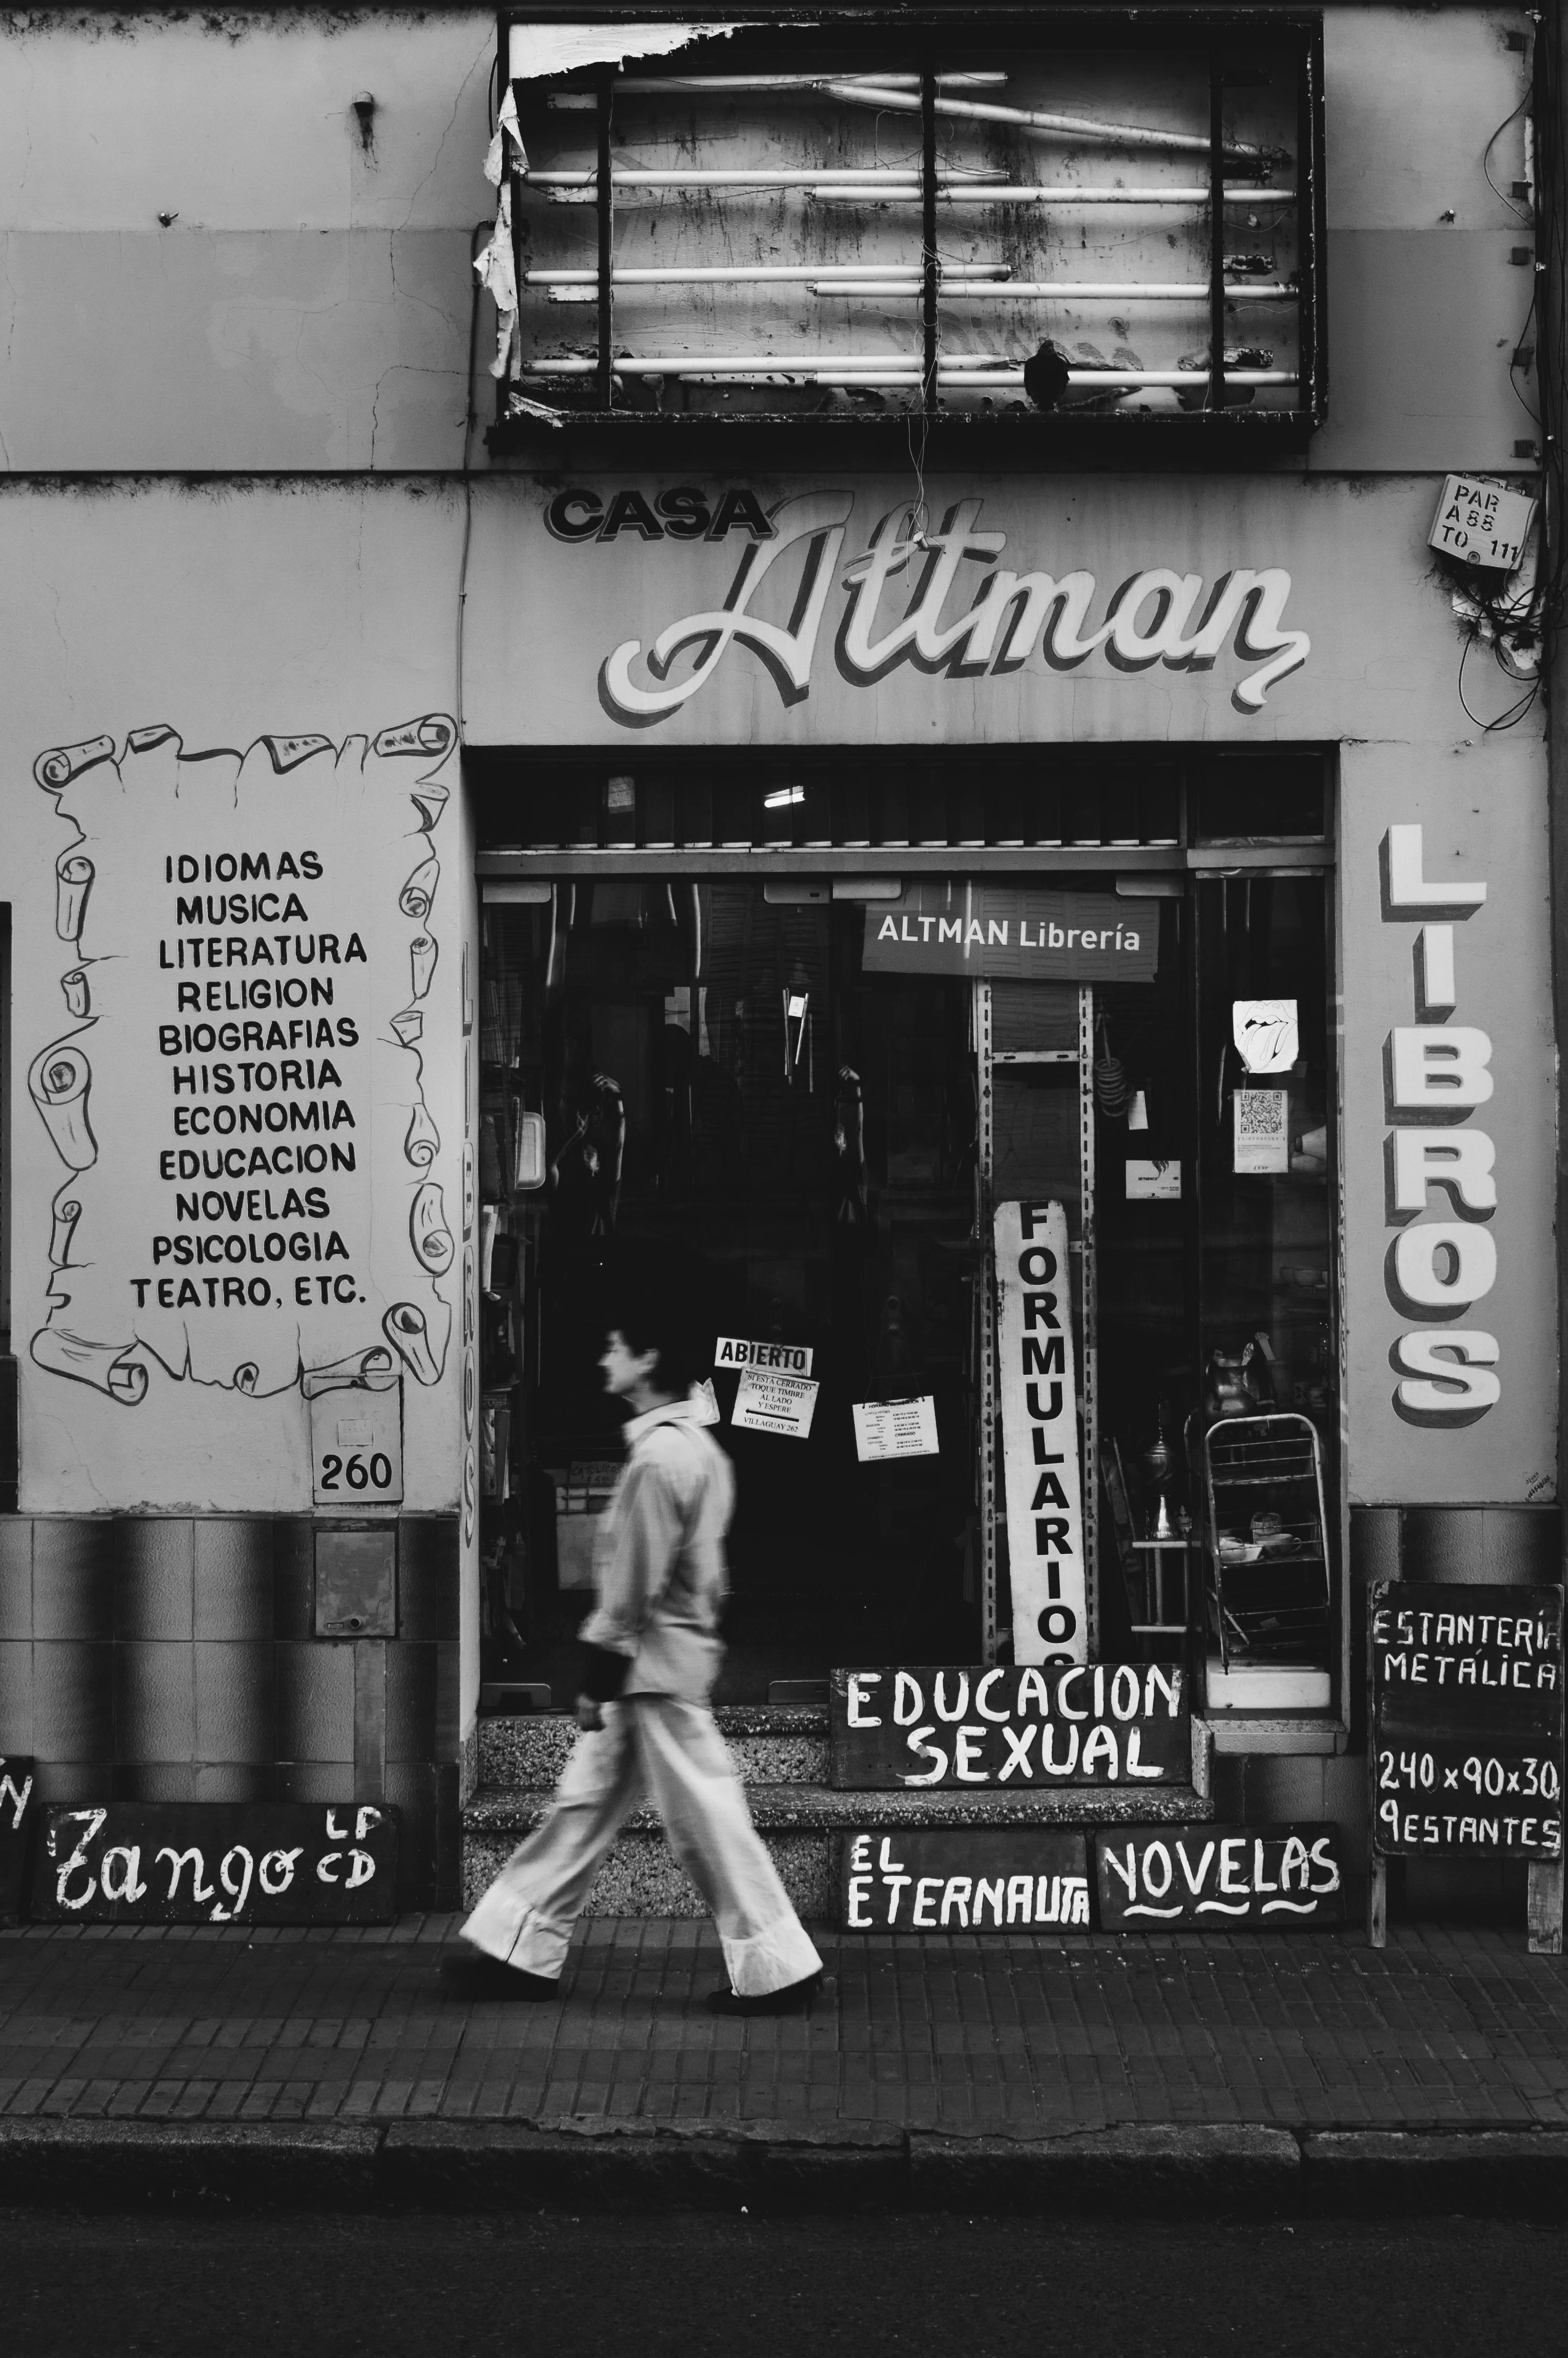 CASA
Altman
PAR
A 88
TO 111
IDIOMAS
MUSICA
LITERATURA
RELIGION
BIOGRAFIAS
HISTORIA
ECONOMIA
EDUCACION
NOVELAS
PSICOLOGIA
TEATRO, ETC.
260
LIBROS
ALTMAN Librería
LIBROS
FORMULARIOS
ABIERTO
SI ESTA CERRADO
TOQUE TIMBRE
AL LADO
Y ESPERE
VILLAGUAY 262
CERRADO
EDUCACION
SEXUAL
ESTANTERÍA
METÁLICA
240x90x30
9 ESTANTES
Tango LP
CD
EL
ETERNAUTA
NOVELAS